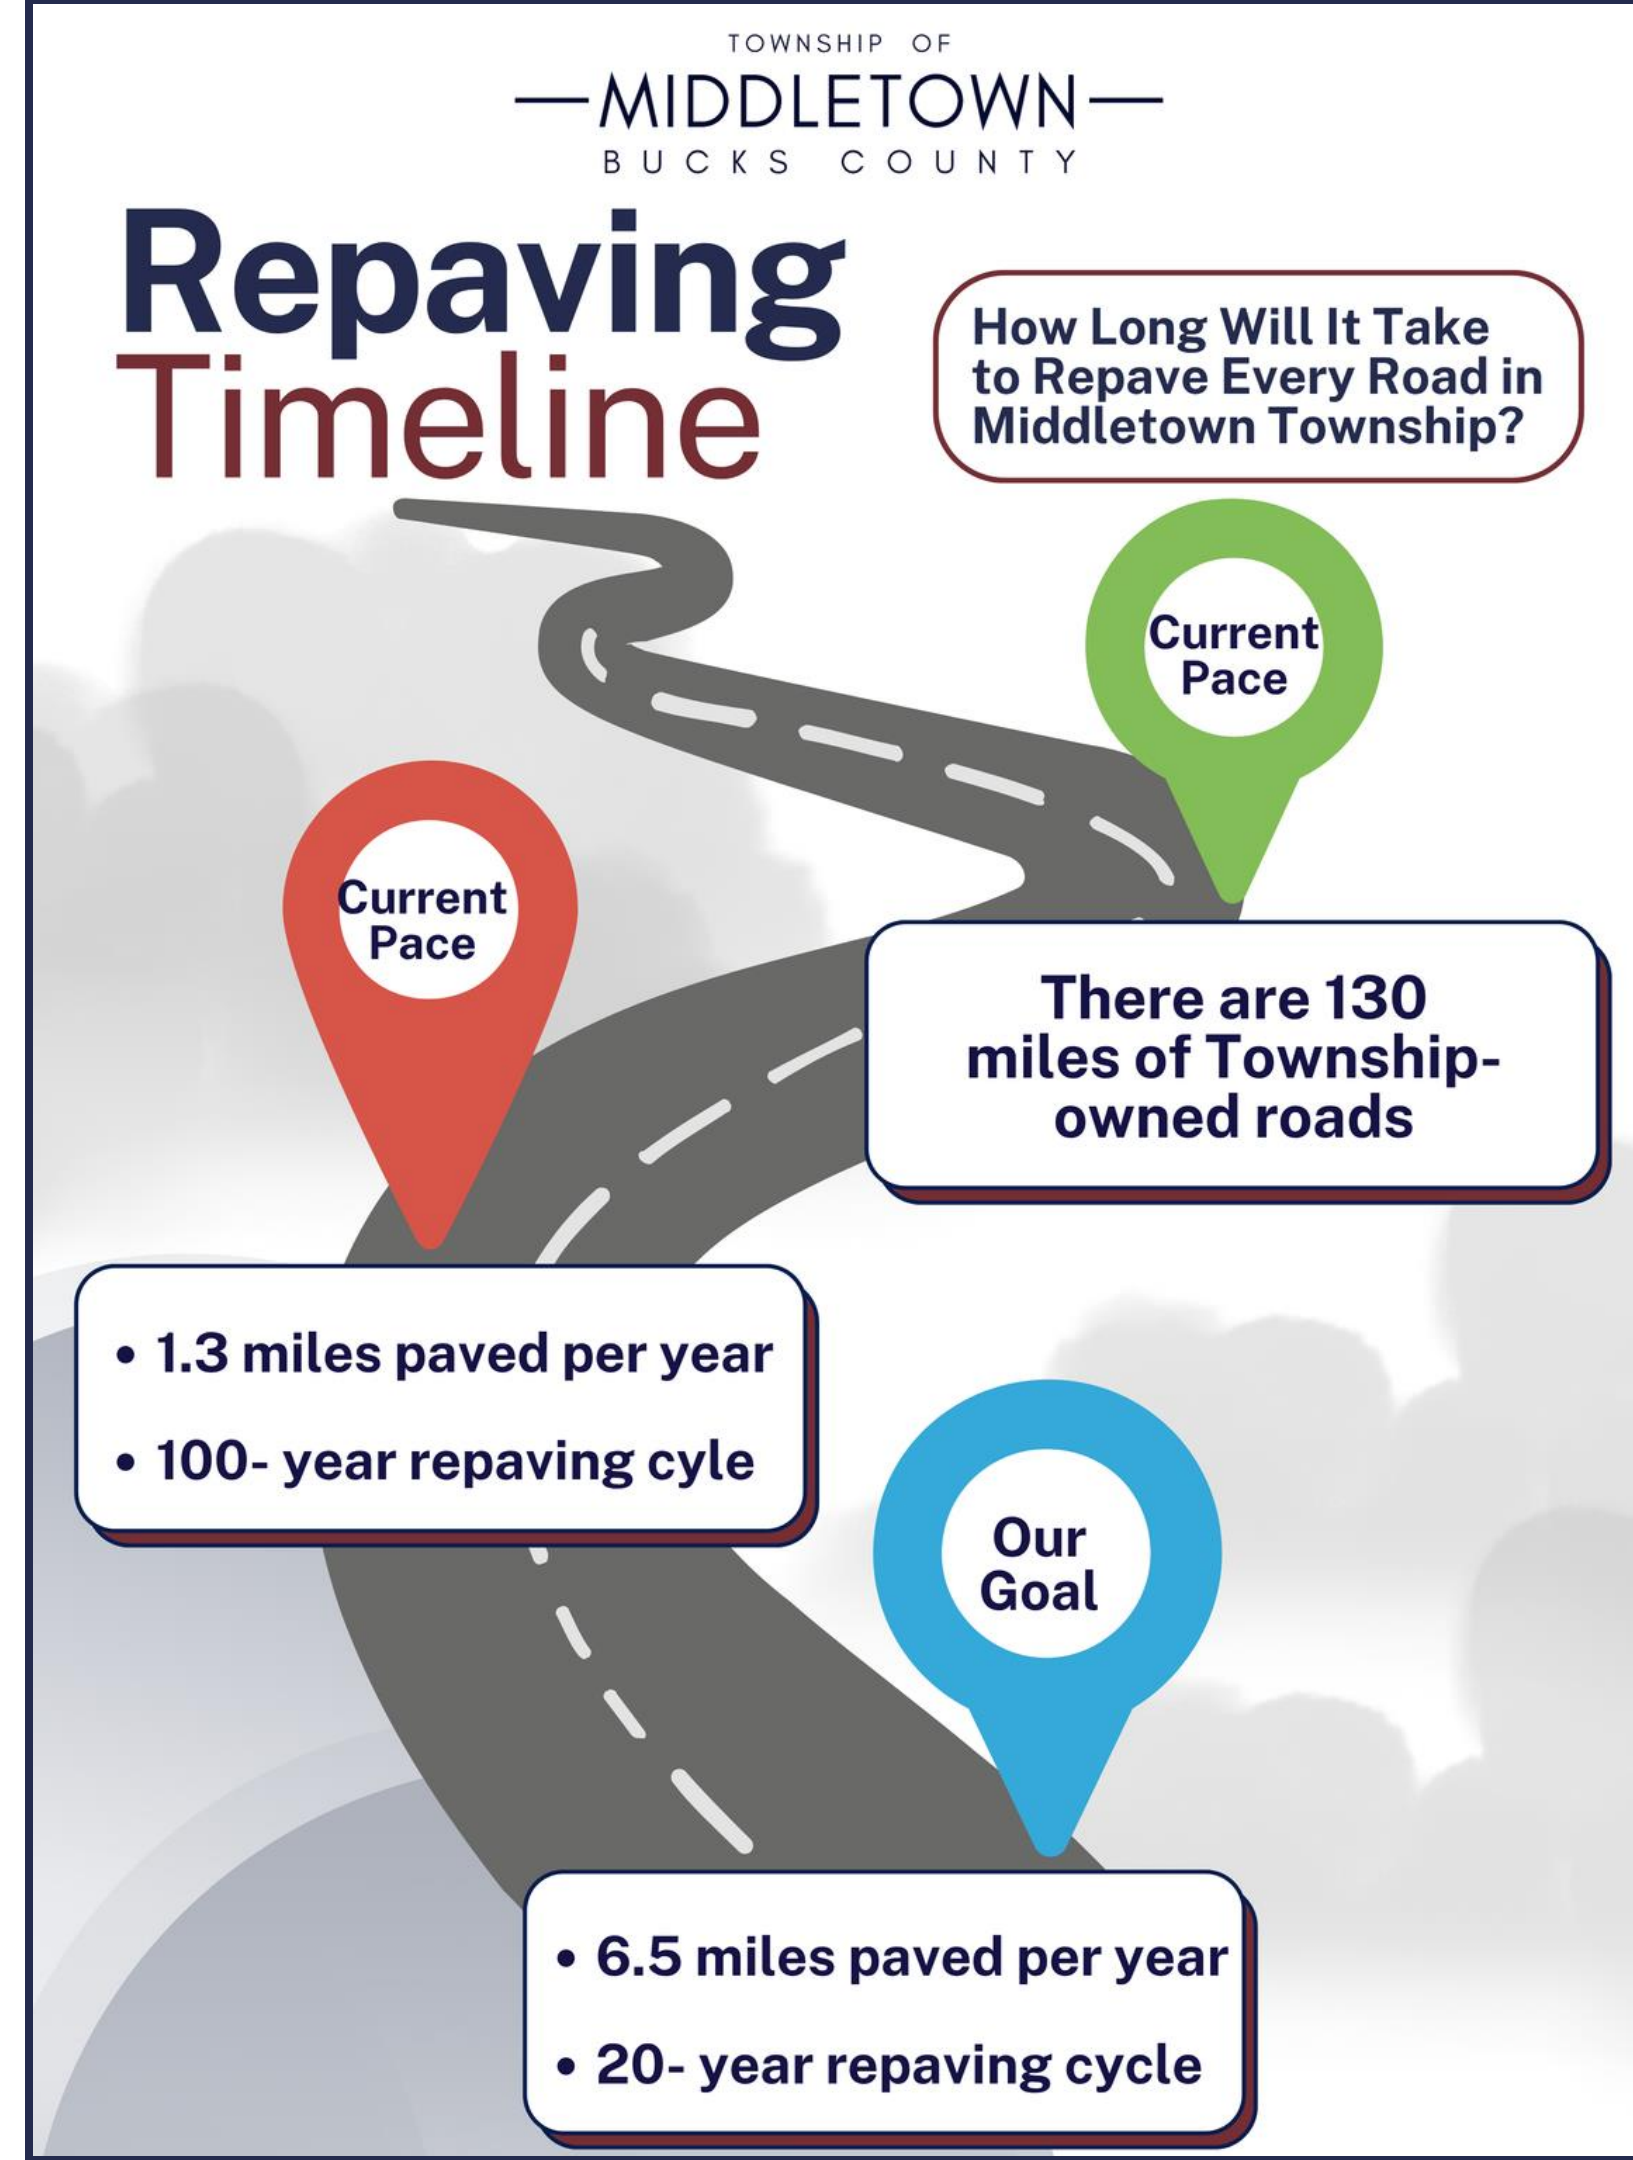 TOWNSHIP OF
MIDDLETOWN
BUCKS COUNTY
Repaving
Timeline
How Long Will It Take
to Repave Every Road in
Middletown Township?
Current
Pace
There are 130
miles of Township-
owned roads
Current
Pace
• 1.3 miles paved per year
• 100- year repaving cyle
Our
Goal
• 6.5 miles paved per year
• 20- year repaving cycle